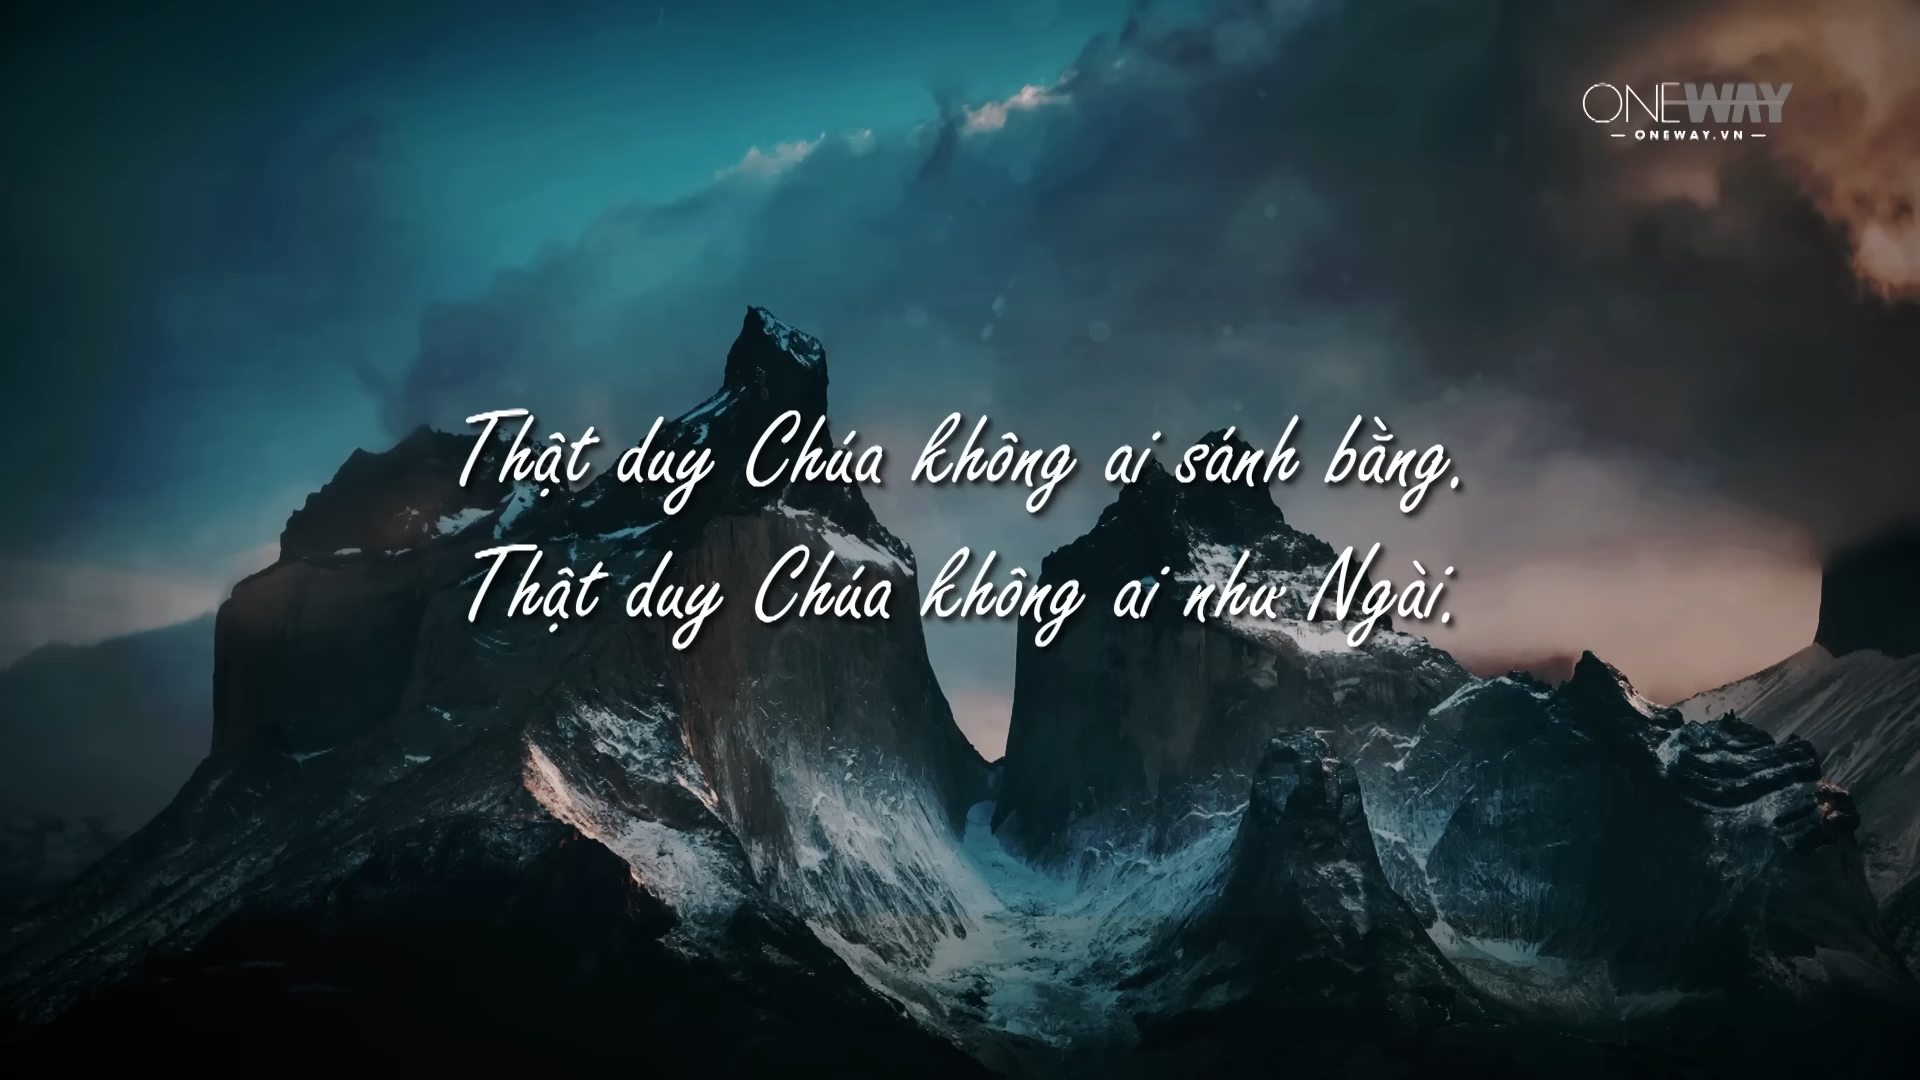 ONEWAY
ONEWAY.VN
Thật duy Chúa không ai sánh bằng.
Thật duy Chúa không ai như Ngài.